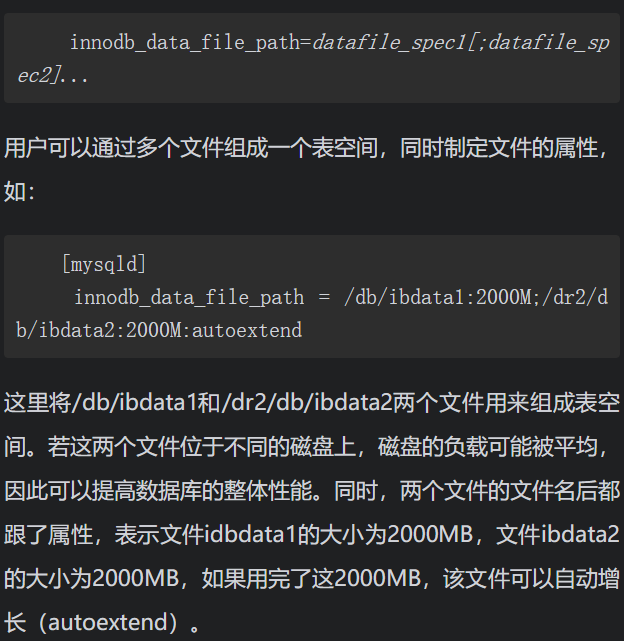 innodb_data_file_path=datafile_spec1[;datafile_sp
ec2]...
用户可以通过多个文件组成一个表空间，同时制定文件的属性，
如：
[mysqld]
innodb_data_file_path = /db/ibdata1:2000M;/dr2/d
b/ibdata2:2000M:autoextend
这里将/db/ibdata1和/dr2/db/ibdata2两个文件用来组成表空
间。若这两个文件位于不同的磁盘上，磁盘的负载可能被平均，
因此可以提高数据库的整体性能。同时，两个文件的文件名后都
跟了属性，表示文件idbdata1的大小为2000MB，文件ibdata2
的大小为2000MB，如果用完了这2000MB，该文件可以自动增
长（autoextend）。